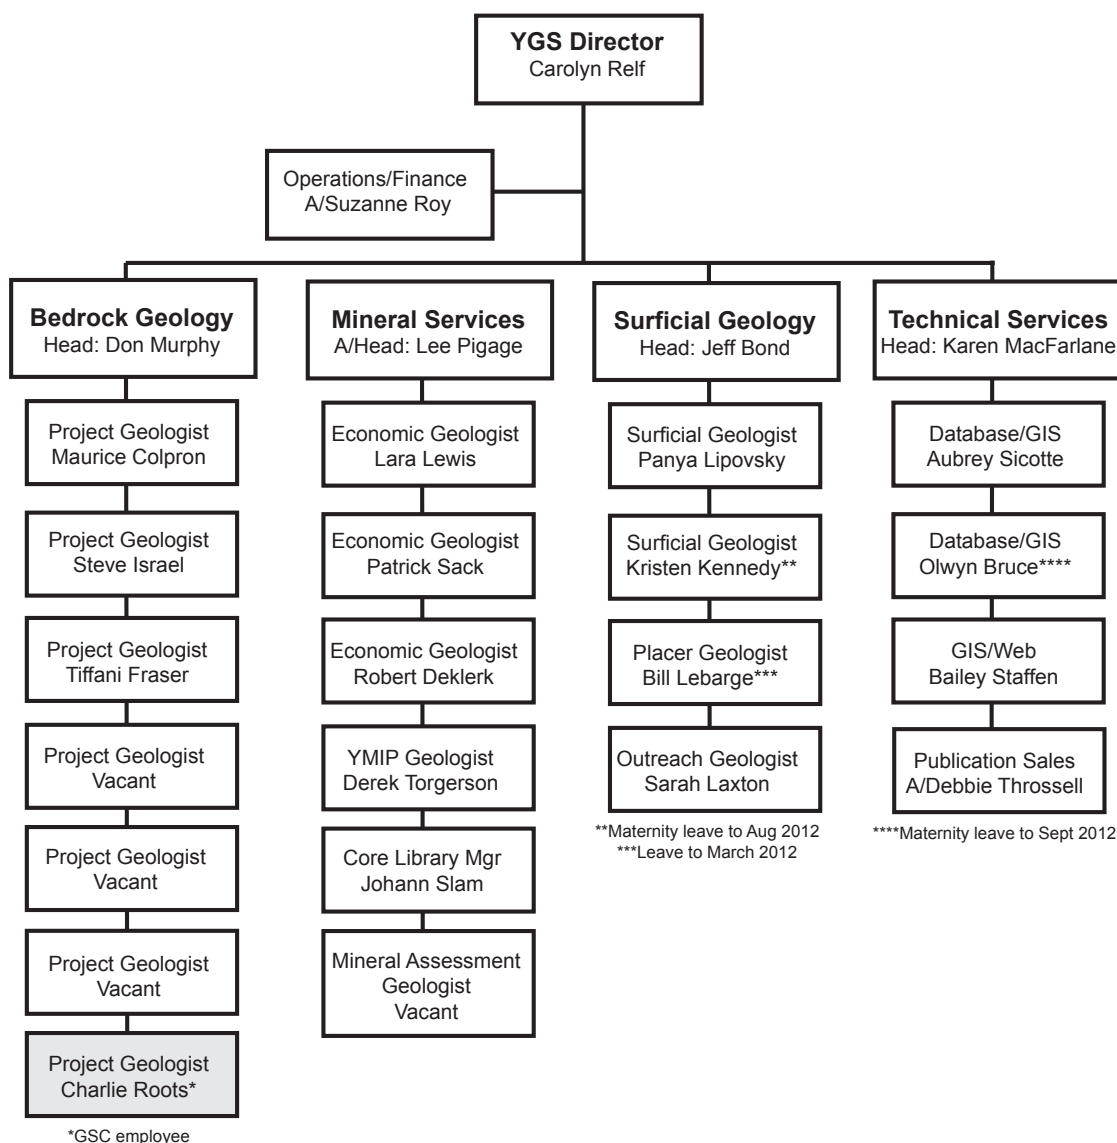 YGS Director
Carolyn Relf
Operations/Finance
A/Suzanne Roy
Bedrock Geology
Head: Don Murphy
Project Geologist
Maurice Colpron
Project Geologist
Steve Israel
Project Geologist
Tiffani Fraser
Project Geologist
Vacant
Project Geologist
Vacant
Project Geologist
Vacant
Project Geologist
Charlie Roots*
*GSC employee
Mineral Services
A/Head: Lee Pigage
Economic Geologist
Lara Lewis
Economic Geologist
Patrick Sack
Economic Geologist
Robert Deklerk
YMIP Geologist
Derek Torgerson
Core Library Mgr
Johann Slam
Mineral Assessment
Geologist
Vacant
Surficial Geology
Head: Jeff Bond
Surficial Geologist
Panya Lipovsky
Surficial Geologist
Kristen Kennedy**
Placer Geologist
Bill Lebarge***
Outreach Geologist
Sarah Laxton
**Maternity leave to Aug 2012
***Leave to March 2012
Technical Services
Head: Karen MacFarlane
Database/GIS
Aubrey Sicotte
Database/GIS
Olwyn Bruce****
GIS/Web
Bailey Staffen
Publication Sales
A/Debbie Throssell
****Maternity leave to Sept 2012